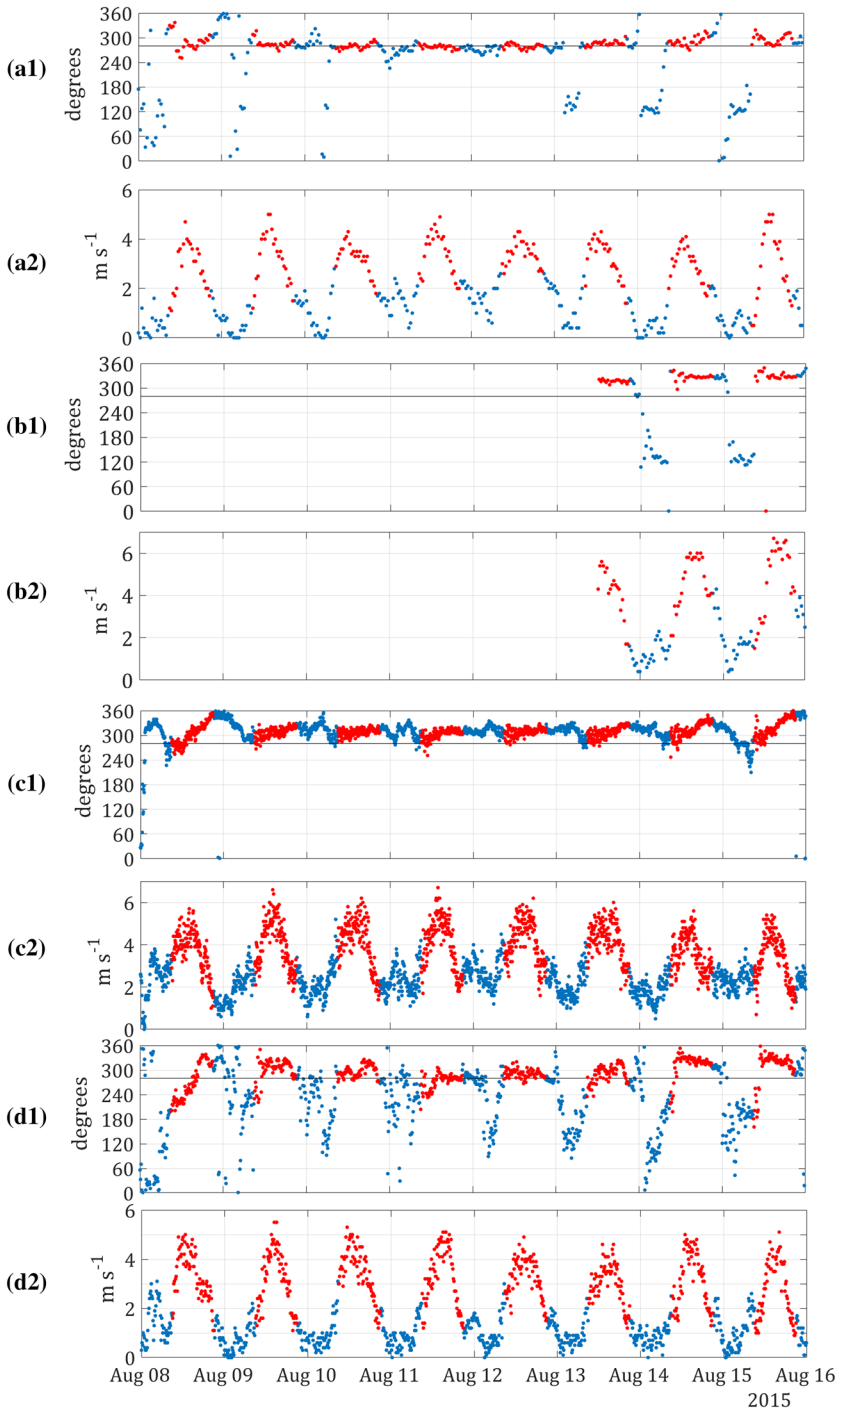 (a1)
degrees
360
300
240
180
120
60
0
(a2)
m s-1
6
4
2
0
(b1)
degrees
360
300
240
180
120
60
0
(b2)
m s-1
6
4
2
0
(c1)
degrees
360
300
240
180
120
60
0
(c2)
m s-1
6
4
2
0
(d1)
degrees
360
300
240
180
120
60
0
(d2)
m s-1
6
4
2
0
Aug 08 Aug 09 Aug 10 Aug 11 Aug 12 Aug 13 Aug 14 Aug 15 Aug 16
2015